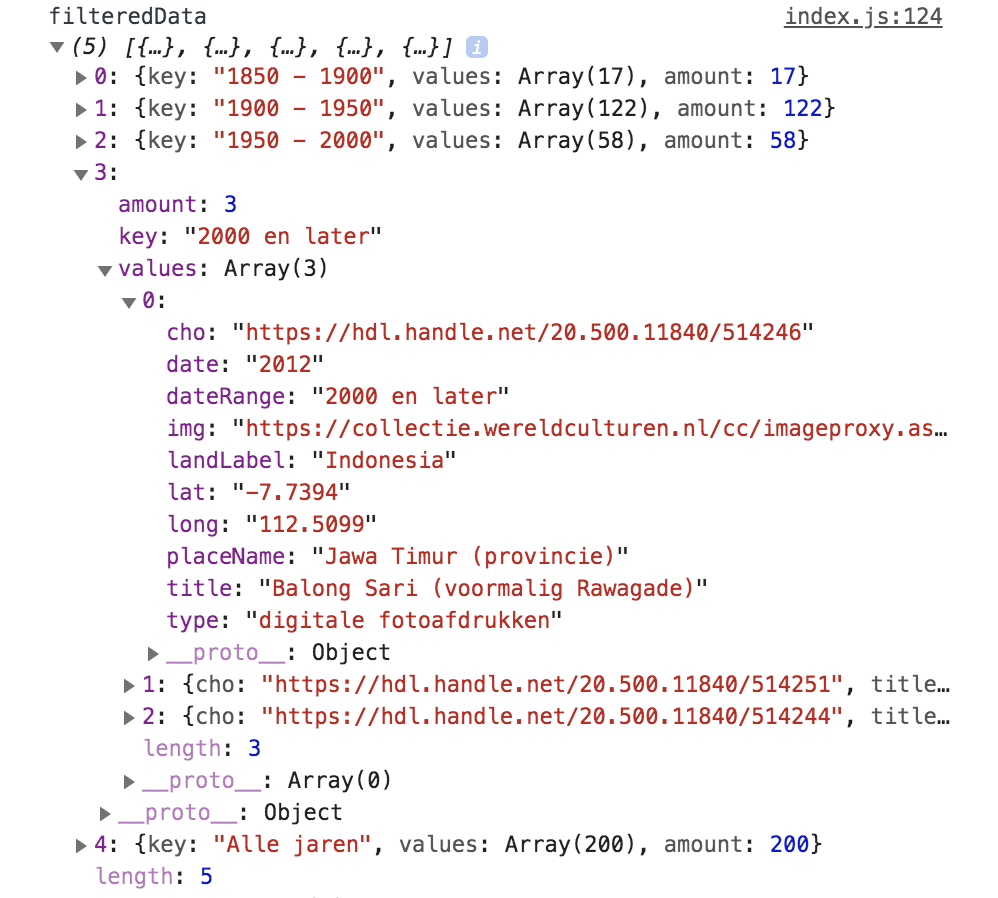 filteredData index.js:124
▼ (5) [{…}, {…}, {…}, {…}, {…}] i
▶ 0: {key: "1850 – 1900", values: Array(17), amount: 17}
▶ 1: {key: "1900 – 1950", values: Array(122), amount: 122}
▶ 2: {key: "1950 – 2000", values: Array(58), amount: 58}
▼ 3:
amount: 3
key: "2000 en later"
▼ values: Array(3)
▼ 0:
cho: "https://hdl.handle.net/20.500.11840/514246"
date: "2012"
dateRange: "2000 en later"
img: "https://collectie.wereldculturen.nl/cc/imageproxy.as…
landLabel: "Indonesia"
lat: "-7.7394"
long: "112.5099"
placeName: "Jawa Timur (provincie)"
title: "Balong Sari (voormalig Rawagade)"
type: "digitale fotoafdrukken"
▶ __proto__: Object
▶ 1: {cho: "https://hdl.handle.net/20.500.11840/514251", title…
▶ 2: {cho: "https://hdl.handle.net/20.500.11840/514244", title…
length: 3
▶ __proto__: Array(0)
▶ __proto__: Object
▶ 4: {key: "Alle jaren", values: Array(200), amount: 200}
length: 5